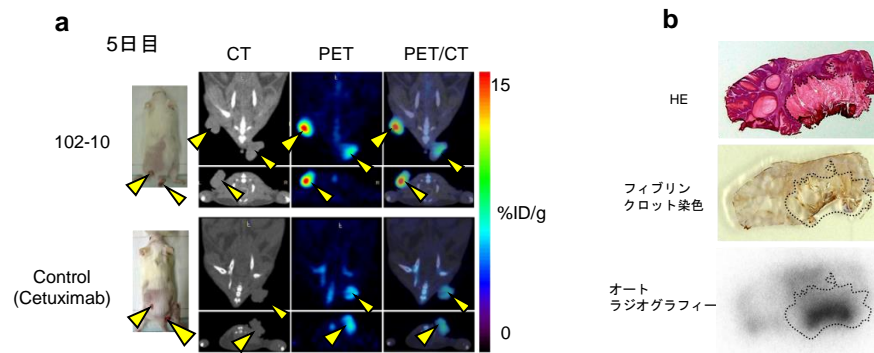 a
5日目
CT
PET
PET/CT
102-10
Control
(Cetuximab)
15
%ID/g
0
b
HE
フィブリン
クロット染色
オート
ラジオグラフィー